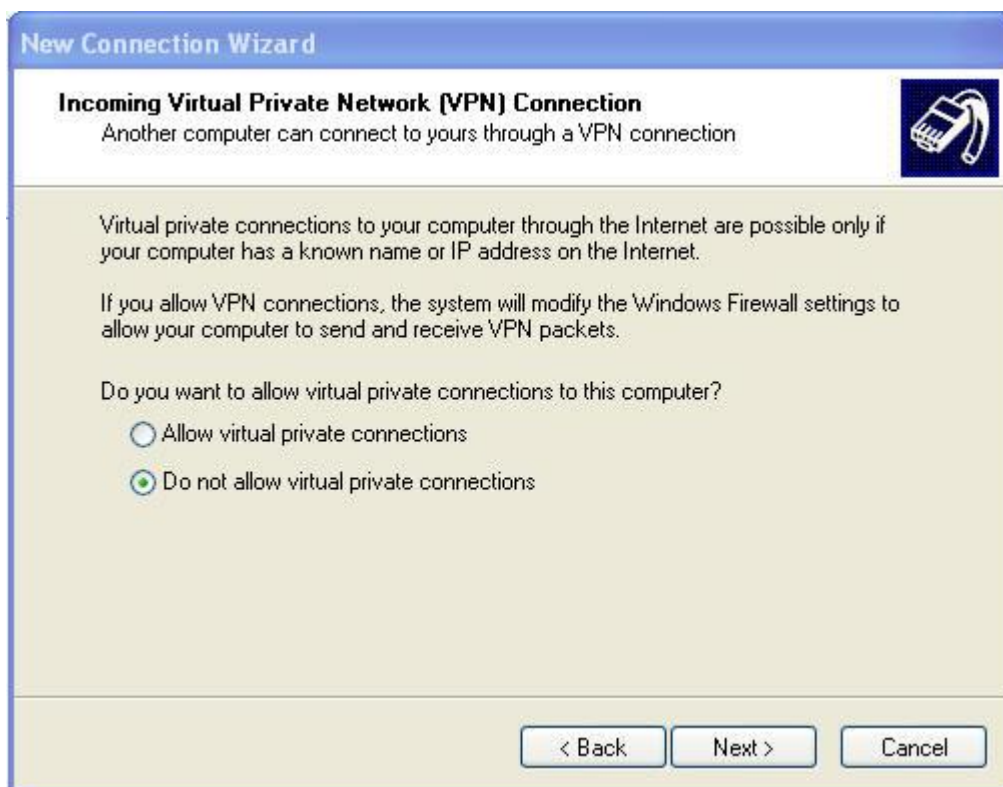 New Connection Wizard
Incoming Virtual Private Network (VPN) Connection
Another computer can connect to yours through a VPN connection
Virtual private connections to your computer through the Internet are possible only if
your computer has a known name or IP address on the Internet.
If you allow VPN connections, the system will modify the Windows Firewall settings to
allow your computer to send and receive VPN packets.
Do you want to allow virtual private connections to this computer?
Allow virtual private connections
Do not allow virtual private connections
< Back Next > Cancel